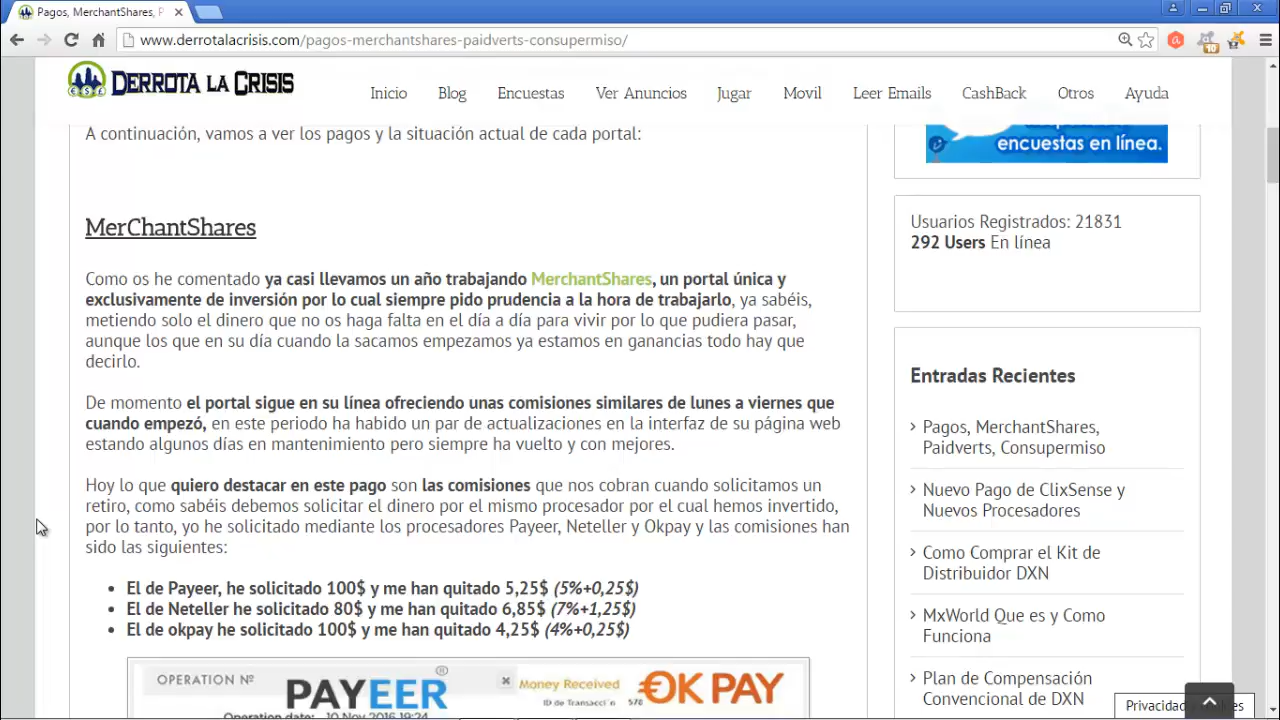 Pagos, MerchantShares, P
www.derrotalacrisis.com/pagos-merchantshares-paidverts-consupermiso/
10
DERROTA LA CRISIS
Inicio
Blog
Encuestas
Ver Anuncios
Jugar
Movil
Leer Emails
CashBack
Otros
Ayuda
A continuación, vamos a ver los pagos y la situación actual de cada portal:
MerChantShares
Como os he comentado ya casi llevamos un año trabajando MerchantShares, un portal única y
exclusivamente de inversión por lo cual siempre pido prudencia a la hora de trabajarlo, ya sabéis,
metiendo solo el dinero que no os haga falta en el día a día para vivir por lo que pudiera pasar,
aunque los que en su día cuando la sacamos empezamos ya estamos en ganancias todo hay que
decirlo.
De momento el portal sigue en su línea ofreciendo unas comisiones similares de lunes a viernes que
cuando empezó, en este periodo ha habido un par de actualizaciones en la interfaz de su página web
estando algunos días en mantenimiento pero siempre ha vuelto y con mejores.
Hoy lo que quiero destacar en este pago son las comisiones que nos cobran cuando solicitamos un
retiro, como sabéis debemos solicitar el dinero por el mismo procesador por el cual hemos invertido,
por lo tanto, yo he solicitado mediante los procesadores Payeer, Neteller y Okpay y las comisiones han
sido las siguientes:
• El de Payeer, he solicitado 100$ y me han quitado 5,25$ (5%+0,25$)
• El de Neteller he solicitado 80$ y me han quitado 6,85$ (7%+1,25$)
• El de okpay he solicitado 100$ y me han quitado 4,25$ (4%+0,25$)
OPERATION Nº
PAYEER®
Operation date: 10 Nov 2016 19:24
Money Received
OK PAY
ID de Transacción 578
encuestas en línea.
Usuarios Registrados: 21831
292 Users En línea
Entradas Recientes
Pagos, MerchantShares,
Paidverts, Consupermiso
Nuevo Pago de ClixSense y
Nuevos Procesadores
Como Comprar el Kit de
Distribuidor DXN
MxWorld Que es y Como
Funciona
Plan de Compensación
Convencional de DXN